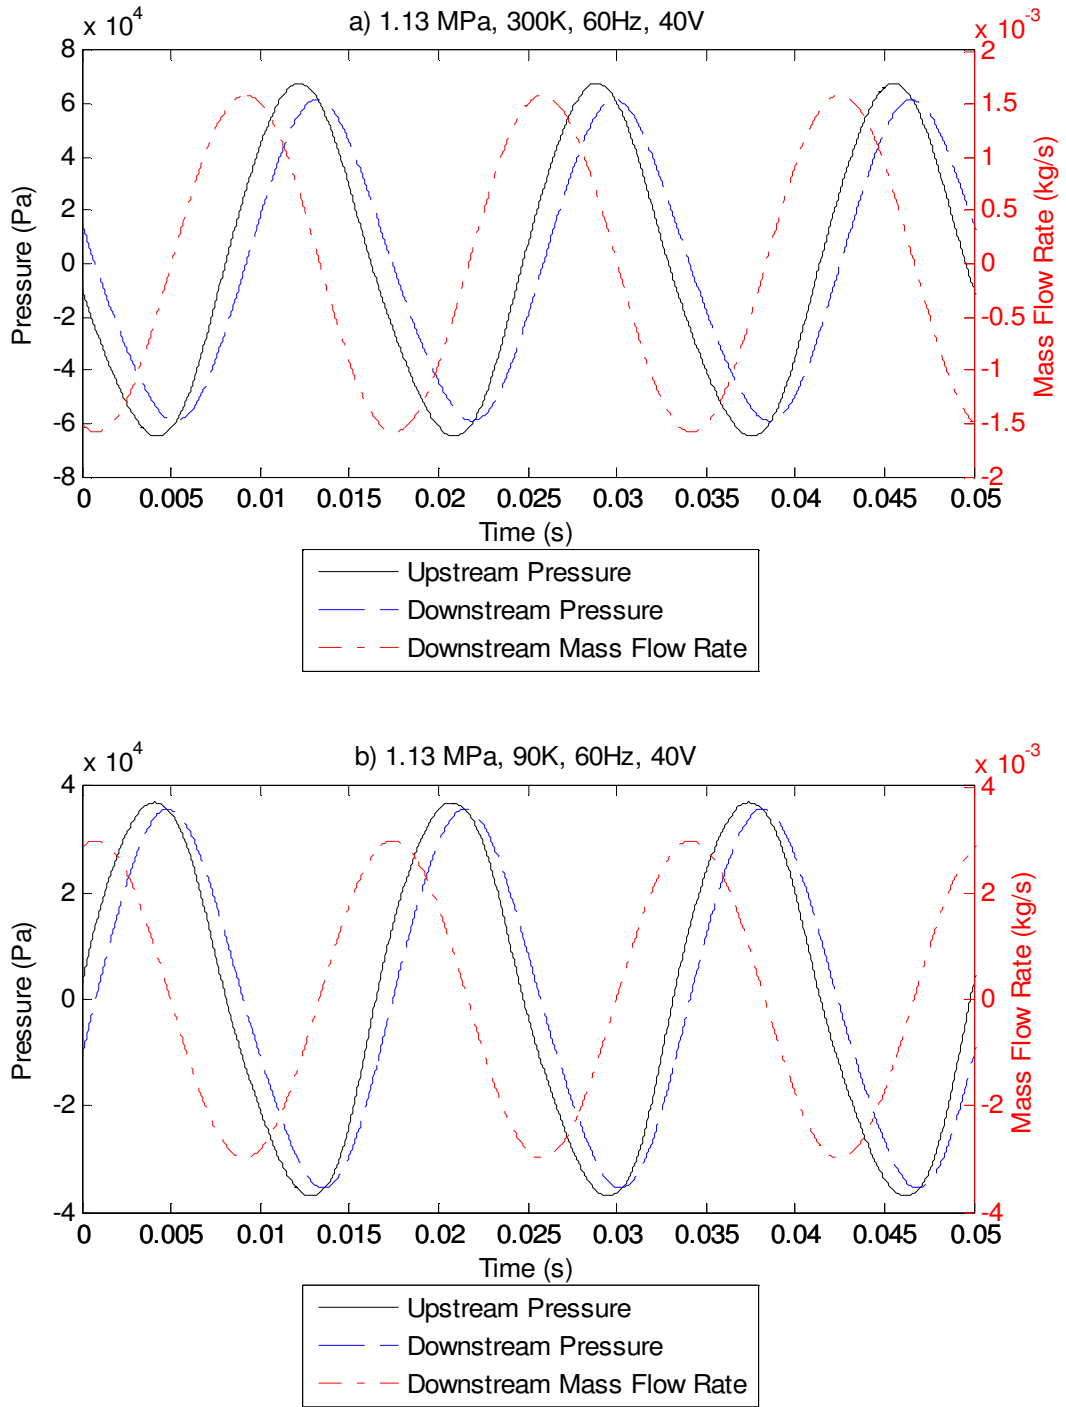 a) 1.13 MPa, 300K, 60Hz, 40V
x 10^4
x 10^-3
8
6
4
2
0
-2
-4
-6
-8
Pressure (Pa)
2
1.5
1
0.5
0
-0.5
-1
-1.5
-2
Mass Flow Rate (kg/s)
0 0.005 0.01 0.015 0.02 0.025 0.03 0.035 0.04 0.045 0.05
Time (s)
Upstream Pressure
Downstream Pressure
Downstream Mass Flow Rate
b) 1.13 MPa, 90K, 60Hz, 40V
x 10^4
x 10^-3
4
2
0
-2
-4
Pressure (Pa)
4
2
0
-2
-4
Mass Flow Rate (kg/s)
0 0.005 0.01 0.015 0.02 0.025 0.03 0.035 0.04 0.045 0.05
Time (s)
Upstream Pressure
Downstream Pressure
Downstream Mass Flow Rate